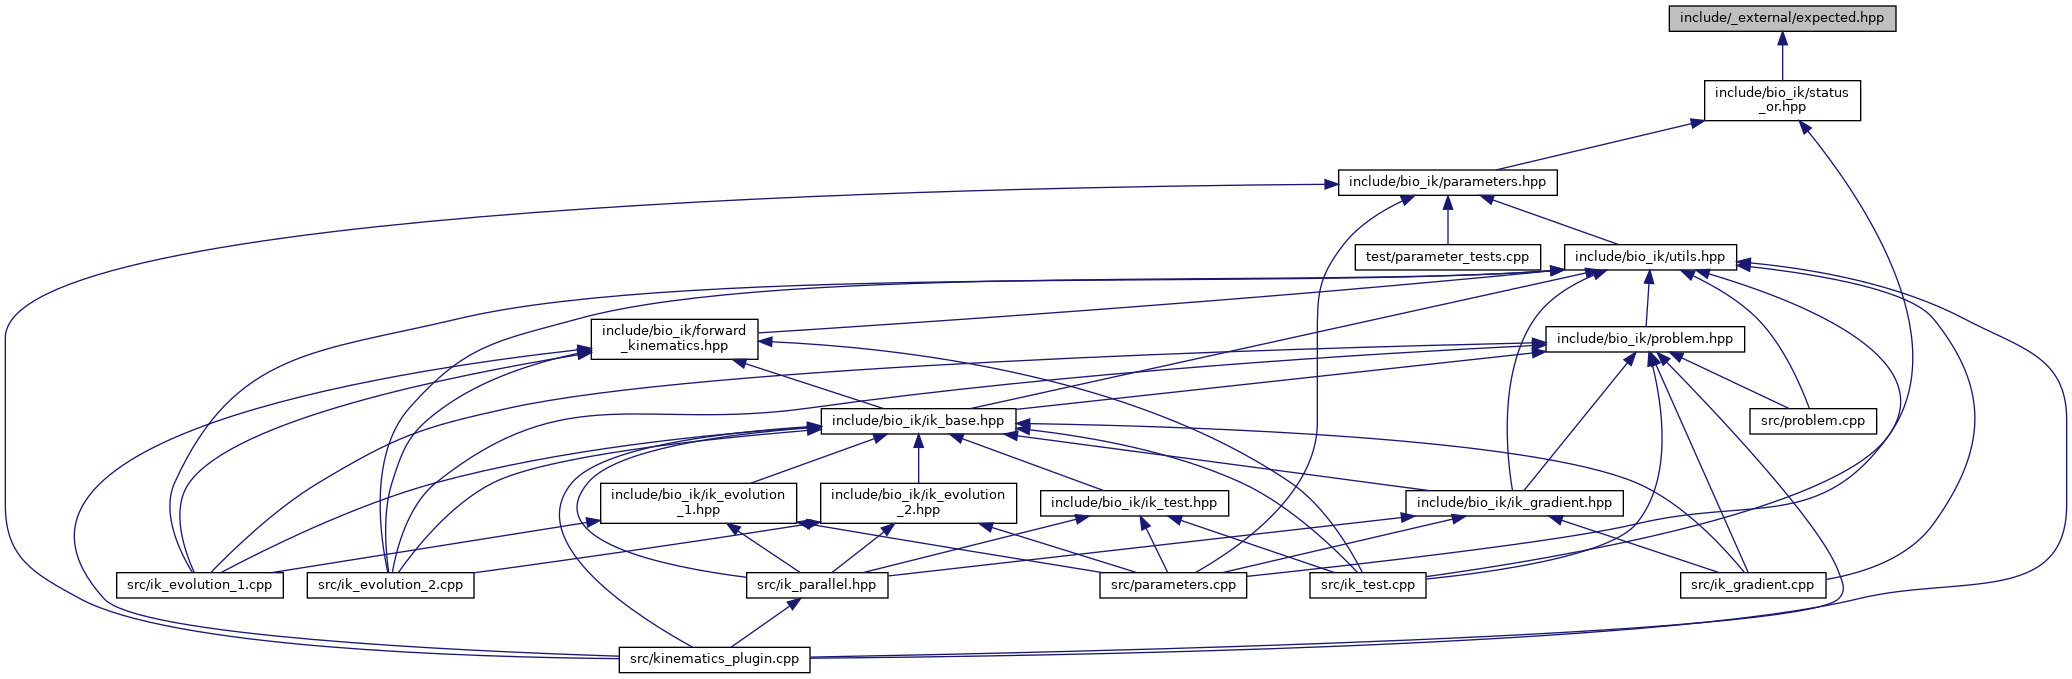 include/_external/expected.hpp
include/bio_ik/status
_or.hpp
include/bio_ik/parameters.hpp
test/parameter_tests.cpp
include/bio_ik/utils.hpp
include/bio_ik/forward
_kinematics.hpp
include/bio_ik/problem.hpp
include/bio_ik/ik_base.hpp
src/problem.cpp
include/bio_ik/ik_evolution
_1.hpp
include/bio_ik/ik_evolution
_2.hpp
include/bio_ik/ik_test.hpp
include/bio_ik/ik_gradient.hpp
src/ik_evolution_1.cpp
src/ik_evolution_2.cpp
src/ik_parallel.hpp
src/parameters.cpp
src/ik_test.cpp
src/ik_gradient.cpp
src/kinematics_plugin.cpp